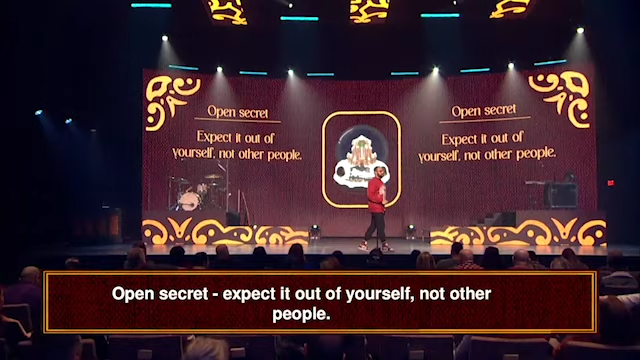 Open secret
Expect it out of
yourself, not other people.
Open secret
Expect it out of
yourself, not other people.
Open secret - expect it out of yourself, not other
people.